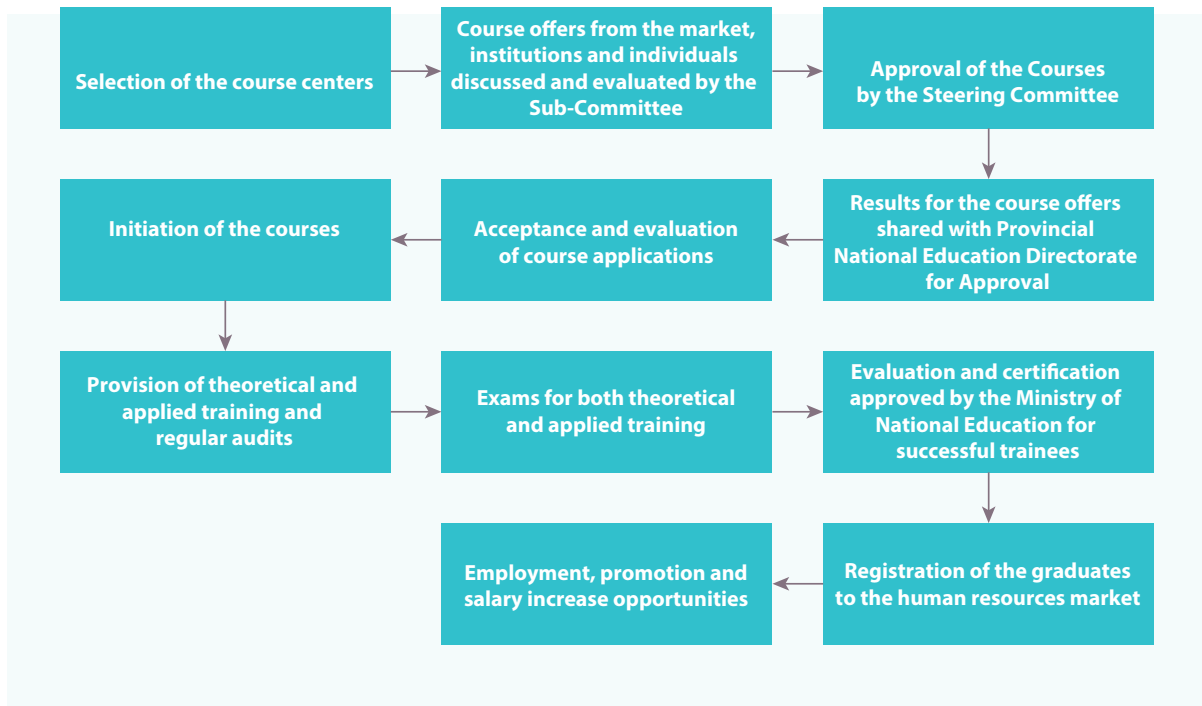 Selection of the course centers
Course offers from the market,
institutions and individuals
discussed and evaluated by the
Sub-Committee
Approval of the Courses
by the Steering Committee
Results for the course offers
shared with Provincial
National Education Directorate
for Approval
Acceptance and evaluation
of course applications
Initiation of the courses
Provision of theoretical and
applied training and
regular audits
Exams for both theoretical
and applied training
Evaluation and certification
approved by the Ministry of
National Education for
successful trainees
Registration of the graduates
to the human resources market
Employment, promotion and
salary increase opportunities